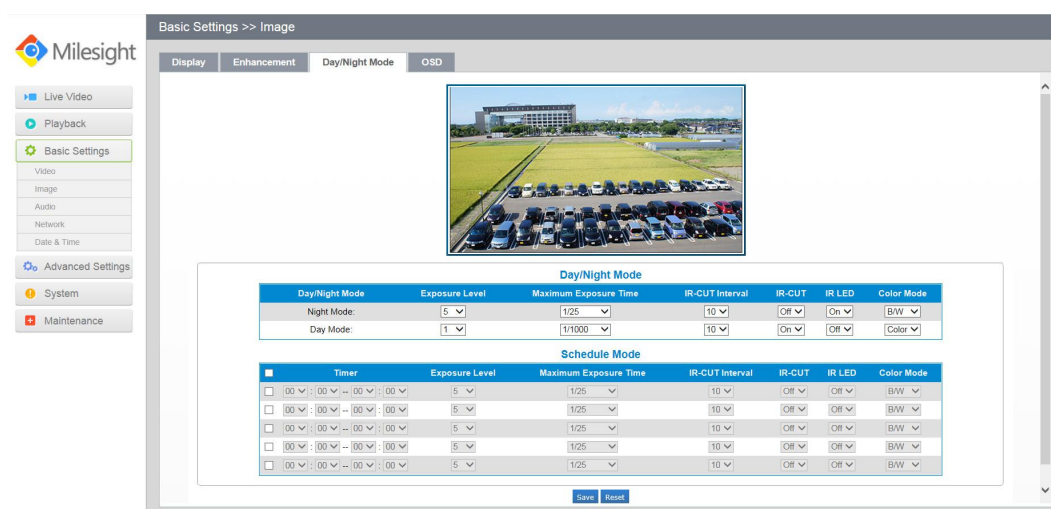 Basic Settings >> Image
Milesight
Display Enhancement Day/Night Mode OSD
Live Video
Playback
Basic Settings
Video
Image
Audio
Network
Date & Time
Advanced Settings
System
Maintenance
Day/Night Mode
Day/Night Mode Exposure Level Maximum Exposure Time IR-CUT Interval IR-CUT IR LED Color Mode
Night Mode: 5 1/25 10 Off On B/W
Day Mode: 1 1/1000 10 On Off Color
Schedule Mode
Timer Exposure Level Maximum Exposure Time IR-CUT Interval IR-CUT IR LED Color Mode
00 : 00 -- 00 : 00 5 1/25 10 Off Off B/W
00 : 00 -- 00 : 00 5 1/25 10 Off Off B/W
00 : 00 -- 00 : 00 5 1/25 10 Off Off B/W
00 : 00 -- 00 : 00 5 1/25 10 Off Off B/W
00 : 00 -- 00 : 00 5 1/25 10 Off Off B/W
Save Reset